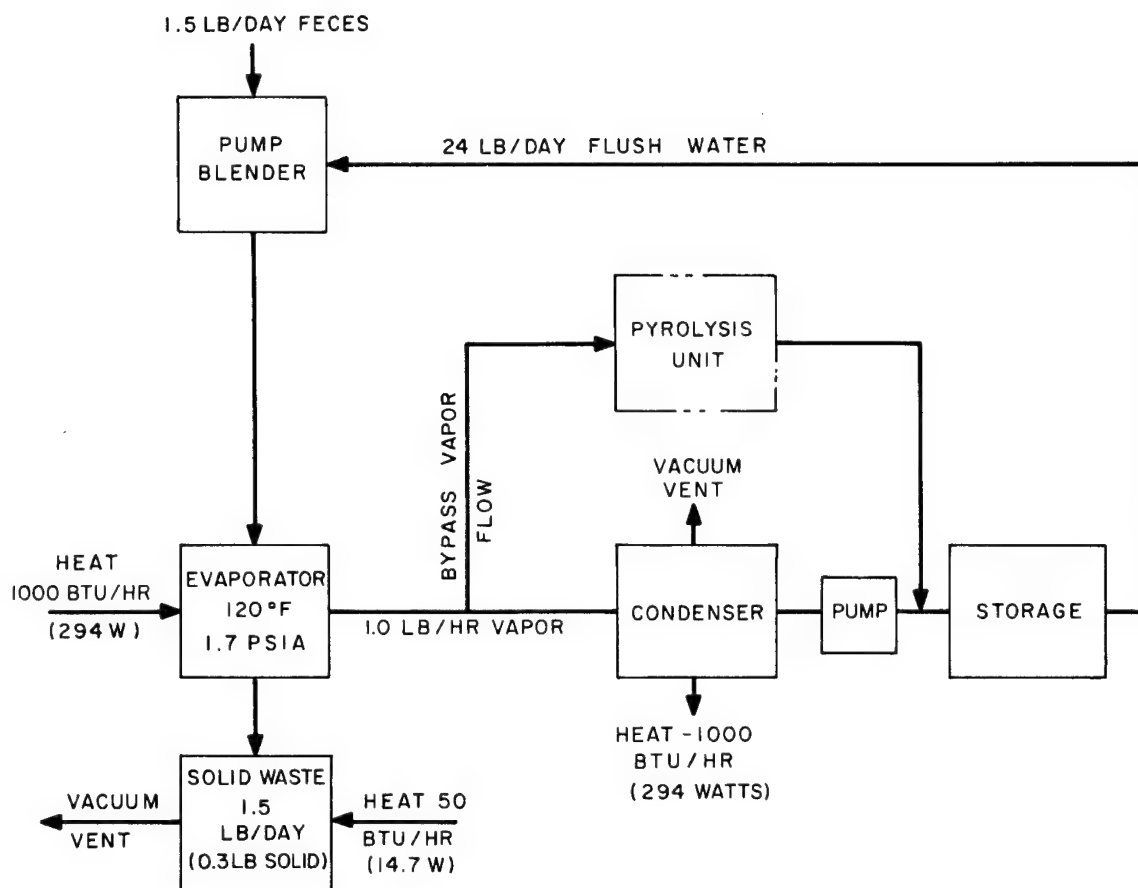 1.5 LB/DAY FECES
PUMP
BLENDER
24 LB/DAY FLUSH WATER
PYROLYSIS
UNIT
BYPASS VAPOR
FLOW
VACUUM
VENT
HEAT
1000 BTU/HR
(294 W)
EVAPORATOR
120°F
1.7 PSIA
1.0 LB/HR VAPOR
CONDENSER
PUMP
STORAGE
HEAT -1000
BTU/HR
(294 WATTS)
SOLID WASTE
1.5
LB/DAY
(0.3LB SOLID)
VACUUM
VENT
HEAT 50
BTU/HR
(14.7 W)